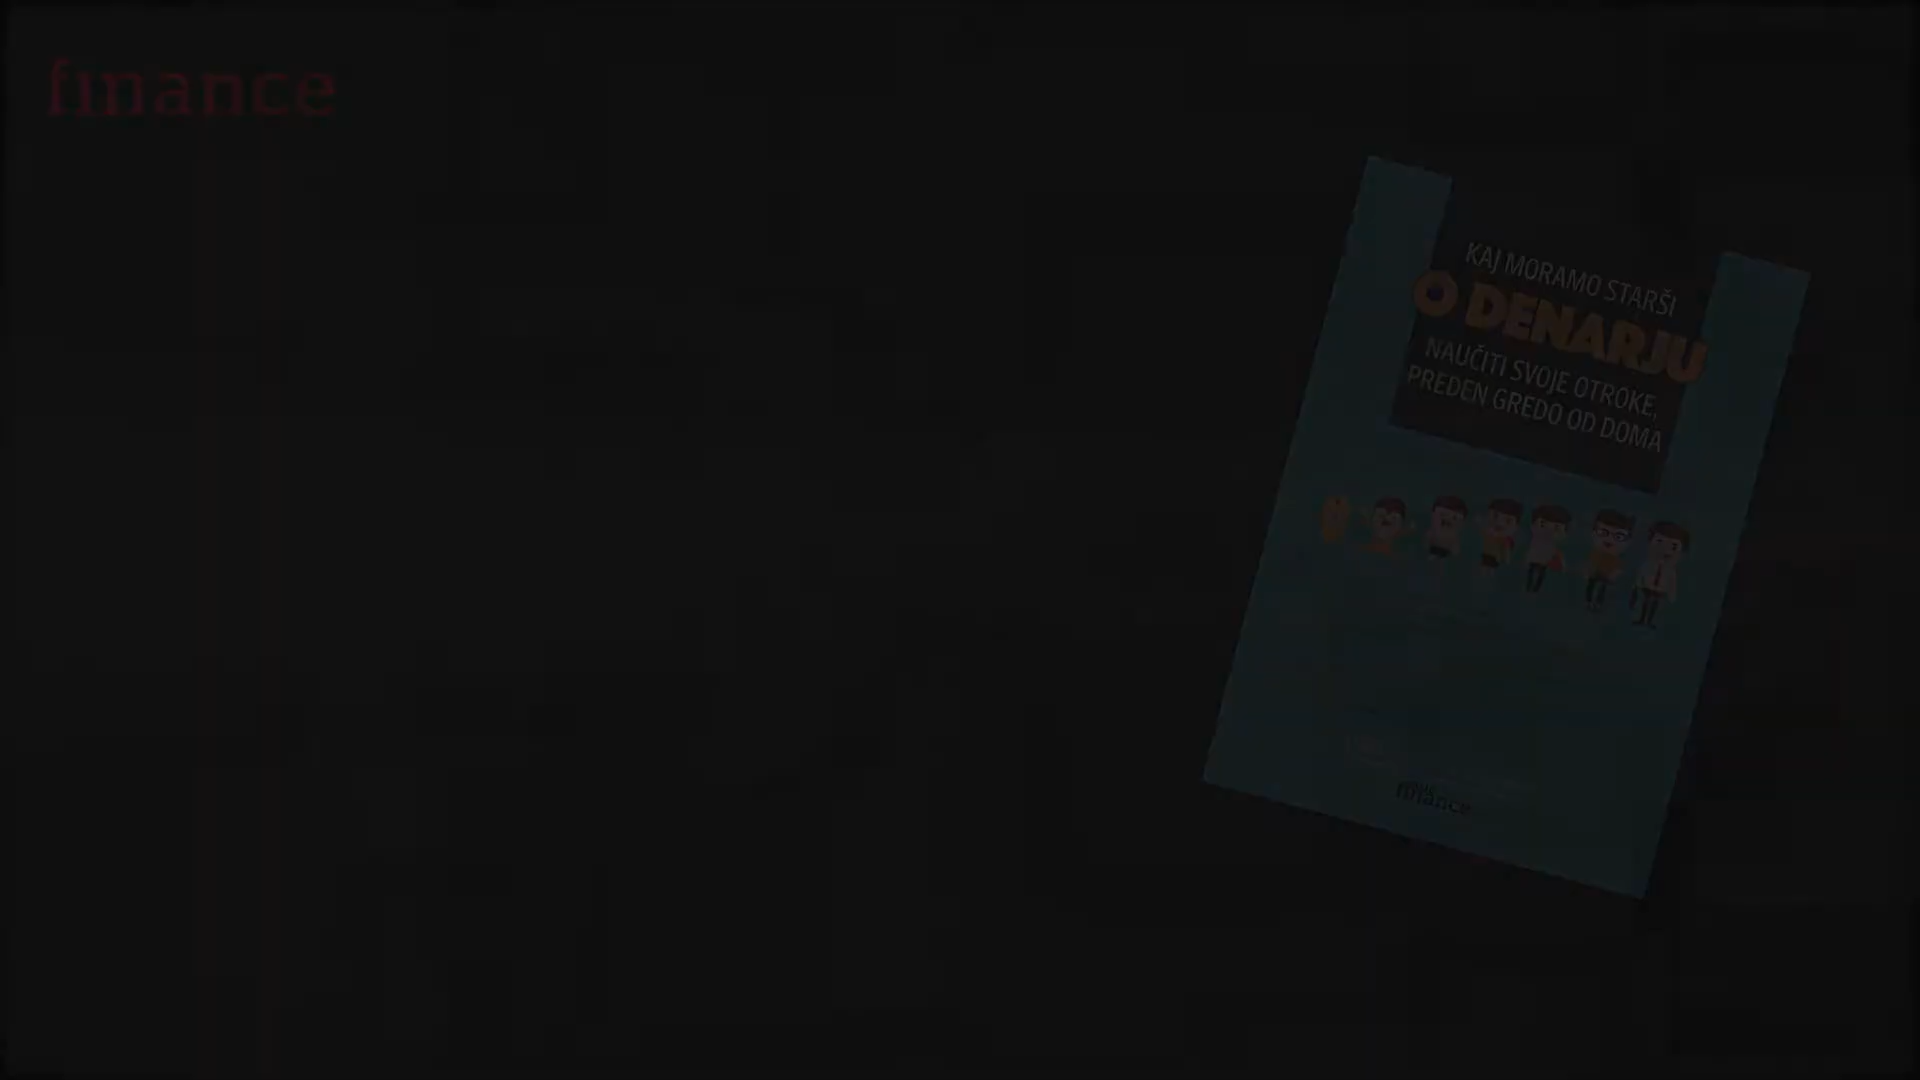 finance
KAJ MORAMO STARŠI
O DENARJU
NAUČITI SVOJE OTROKE,
PREDEN GREDO OD DOMA
finance